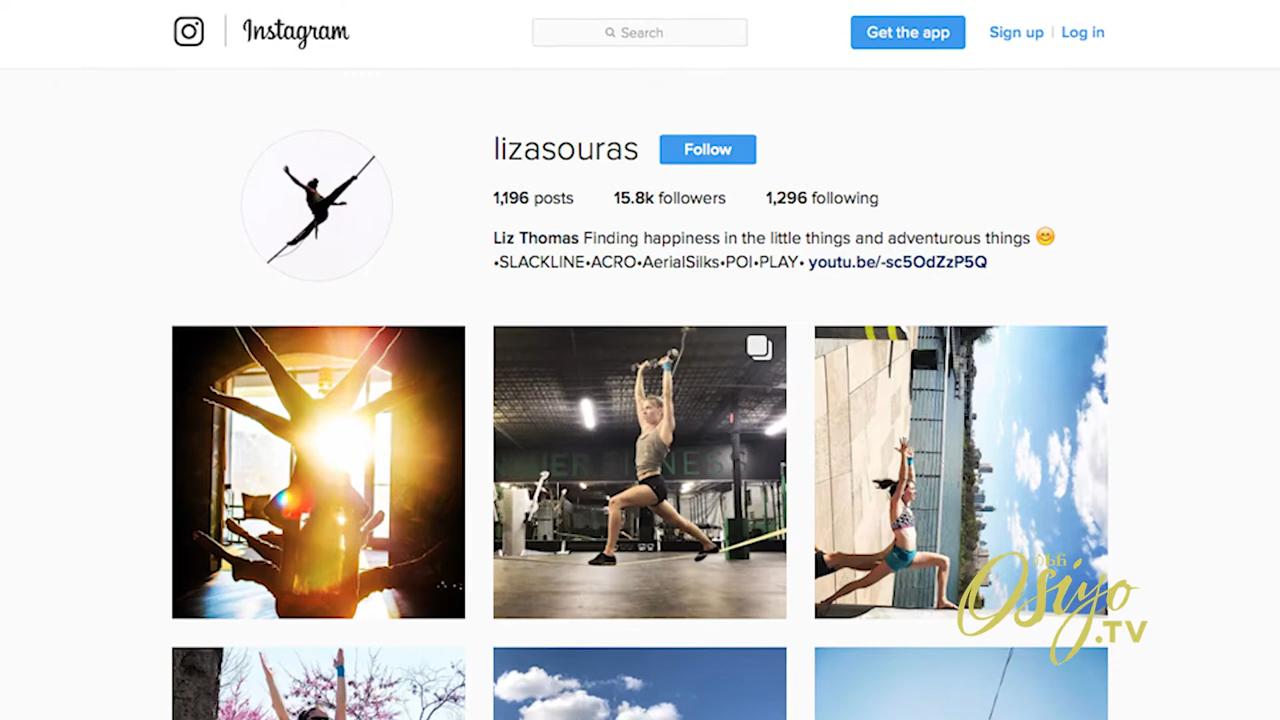 Instagram
Search
Get the app
Sign up
Log in
lizasouras
Follow
1,196 posts
15.8k followers
1,296 following
Liz Thomas Finding happiness in the little things and adventurous things 😊
•SLACKLINE•ACRO•AerialSilks•POI•PLAY• youtu.be/-sc5OdZzP5Q
ᎣᏏᏲ
Osiyo
.TV